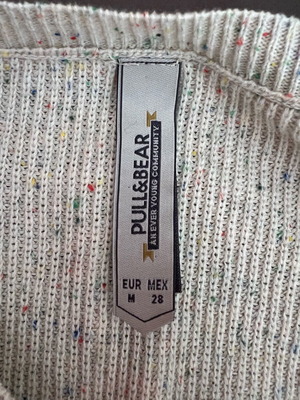 PULL&BEAR
AN EVER YOUNG COMMUNITY
EUR MEX
M 28